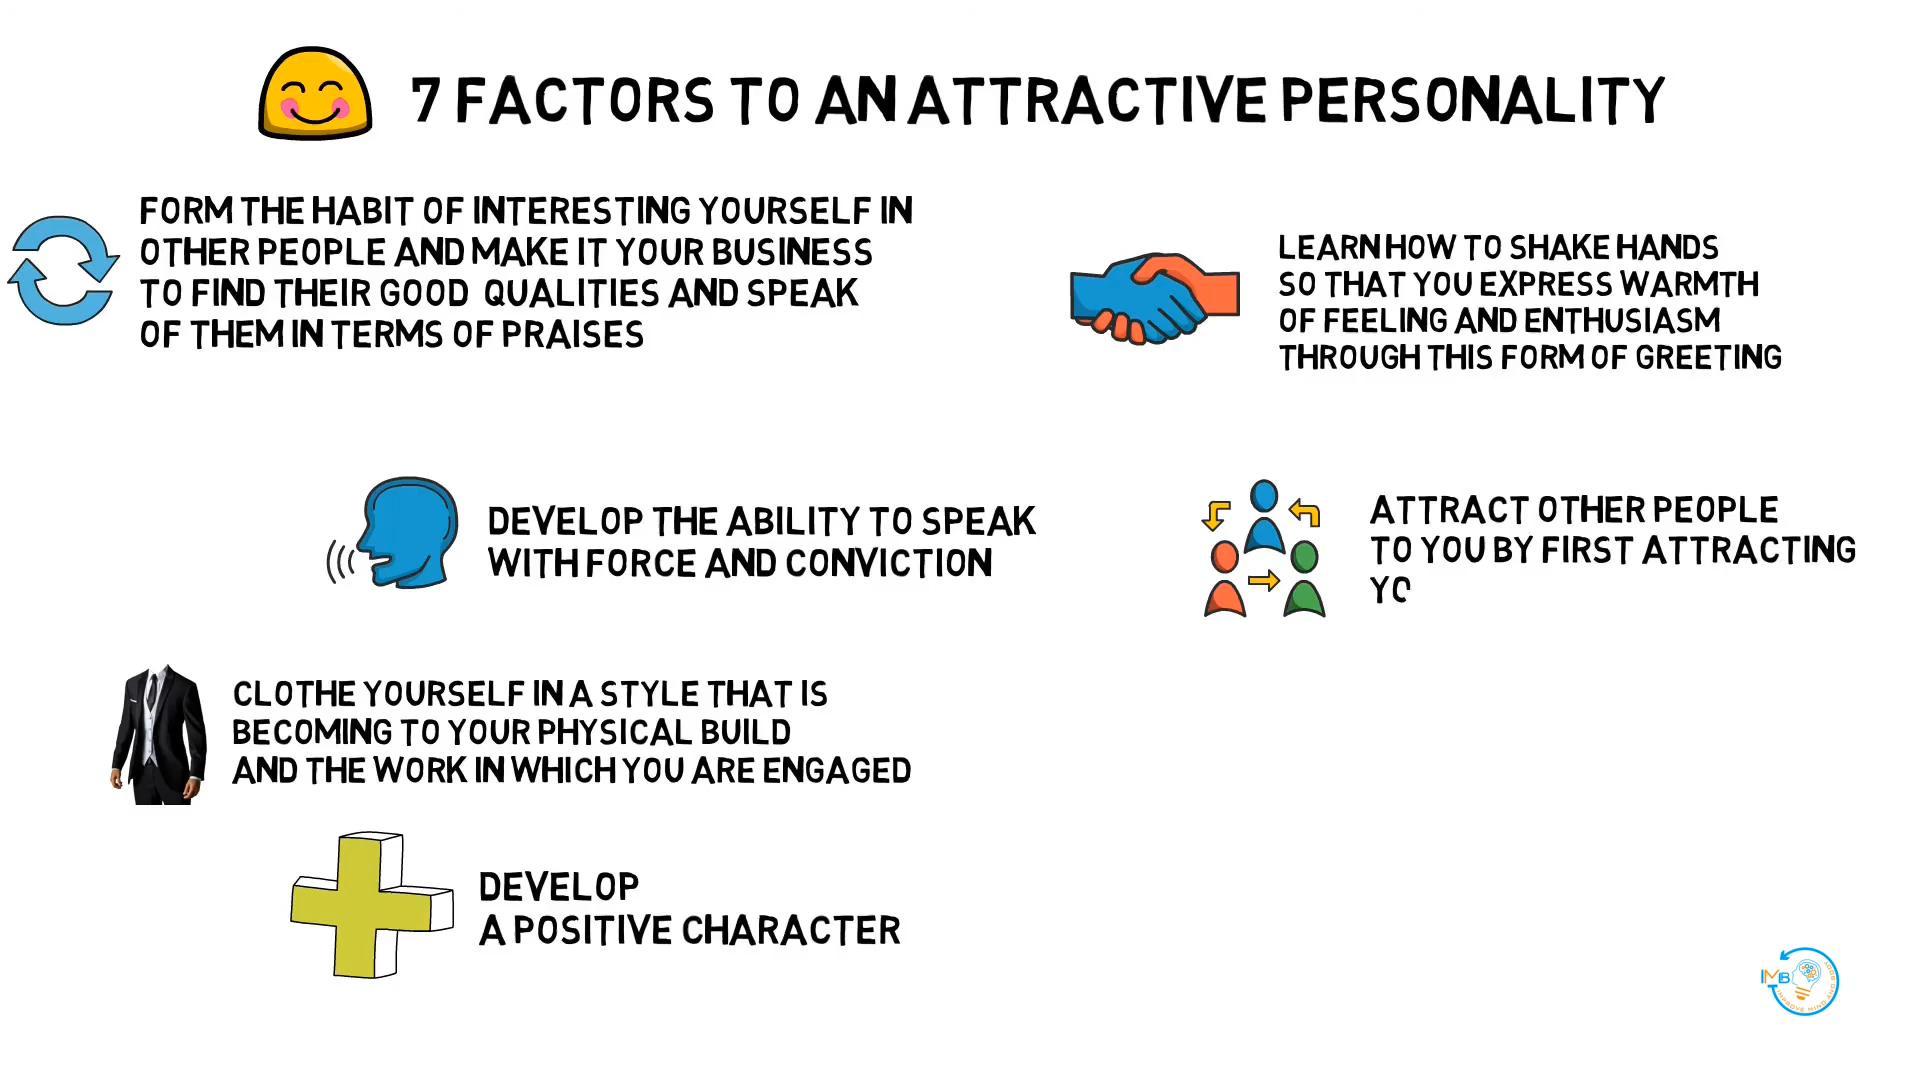 7 FACTORS TO AN ATTRACTIVE PERSONALITY
FORM THE HABIT OF INTERESTING YOURSELF IN
OTHER PEOPLE AND MAKE IT YOUR BUSINESS
TO FIND THEIR GOOD QUALITIES AND SPEAK
OF THEM IN TERMS OF PRAISES
LEARN HOW TO SHAKE HANDS
SO THAT YOU EXPRESS WARMTH
OF FEELING AND ENTHUSIASM
THROUGH THIS FORM OF GREETING
DEVELOP THE ABILITY TO SPEAK
WITH FORCE AND CONVICTION
ATTRACT OTHER PEOPLE
TO YOU BY FIRST ATTRACTING
CLOTHE YOURSELF IN A STYLE THAT IS
BECOMING TO YOUR PHYSICAL BUILD
AND THE WORK IN WHICH YOU ARE ENGAGED
DEVELOP
A POSITIVE CHARACTER
IMB
IMPROVE MIND AND BODY